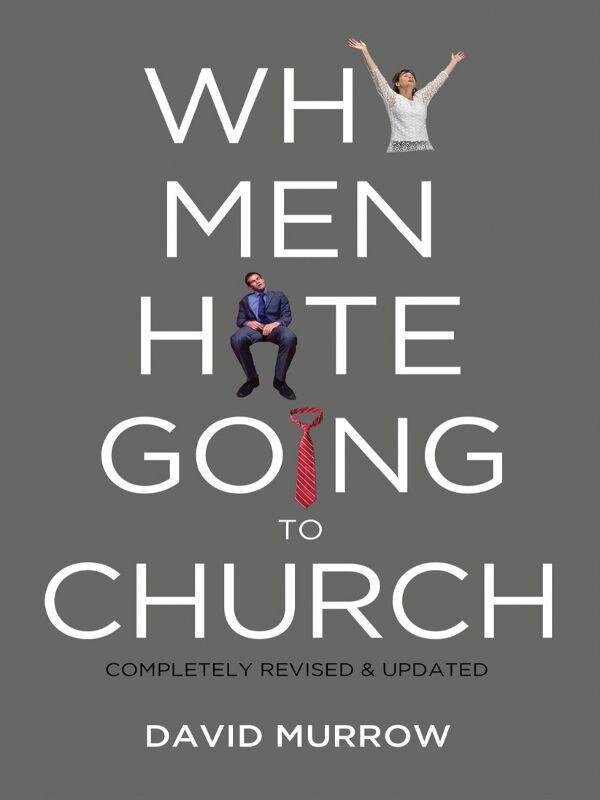 WHY
MEN
HATE
GOING
TO
CHURCH
COMPLETELY REVISED & UPDATED
DAVID MURROW